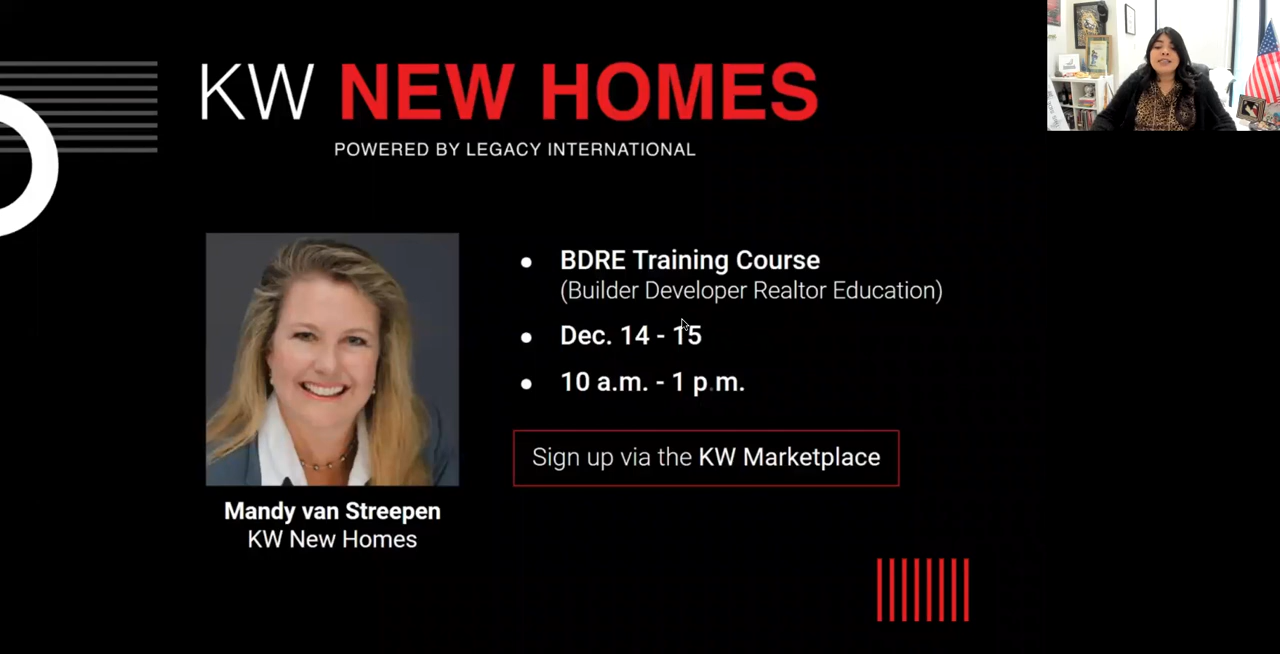 KW NEW HOMES
POWERED BY LEGACY INTERNATIONAL
• BDRE Training Course
(Builder Developer Realtor Education)
• Dec. 14 - 15
• 10 a.m. - 1 p.m.
Sign up via the KW Marketplace
Mandy van Streepen
KW New Homes